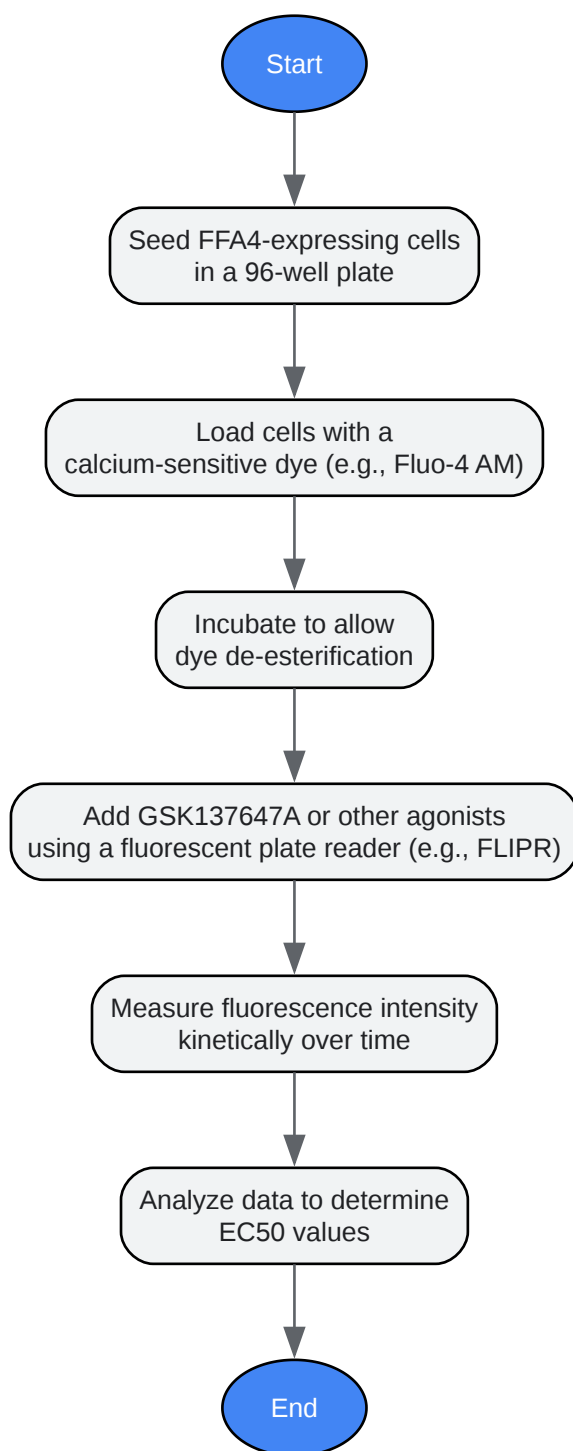 Start
Seed FFA4-expressing cells
in a 96-well plate
Load cells with a
calcium-sensitive dye (e.g., Fluo-4 AM)
Incubate to allow
dye de-esterification
Add GSK137647A or other agonists
using a fluorescent plate reader (e.g., FLIPR)
Measure fluorescence intensity
kinetically over time
Analyze data to determine
EC50 values
End